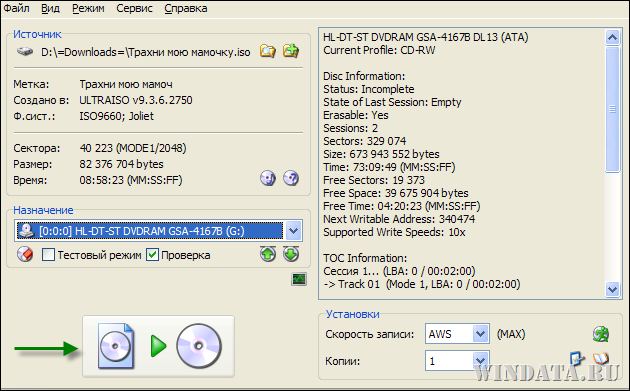 Файл Вид Режим Сервис Справка
Источник
D:\=Downloads=\Трахни мою мамочку.iso
Метка: Трахни мою мамоч
Создано в: ULTRAISO v9.3.6.2750
Ф.сист.: ISO9660; Joliet
Сектора: 40 223 (MODE1/2048)
Размер: 82 376 704 bytes
Время: 08:58:23 (MM:SS:FF)
Назначение
[0:0:0] HL-DT-ST DVDRAM GSA-4167B (G:)
Тестовый режим Проверка
HL-DT-ST DVDRAM GSA-4167B DL13 (ATA)
Current Profile: CD-RW
Disc Information:
Status: Incomplete
State of Last Session: Empty
Erasable: Yes
Sessions: 2
Sectors: 329 074
Size: 673 943 552 bytes
Time: 73:09:49 (MM:SS:FF)
Free Sectors: 19 373
Free Space: 39 675 904 bytes
Free Time: 04:20:23 (MM:SS:FF)
Next Writable Address: 340474
Supported Write Speeds: 10x
TOC Information:
Сессия 1... (LBA: 0 / 00:02:00)
-> Track 01 (Mode 1, LBA: 0 / 00:02:00)
Установки
Скорость записи: AWS (MAX)
Копии: 1
WINDATA.RU